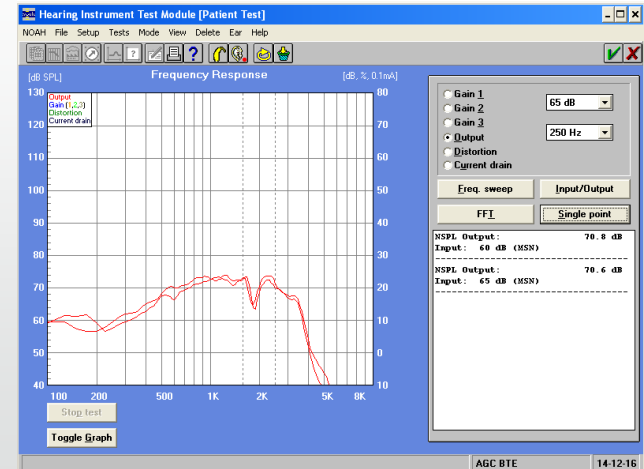 Hearing Instrument Test Module [Patient Test]
NOAH File Setup Tests Mode View Delete Ear Help
[dB SPL] Frequency Response [dB, %, 0.1mA]
Output
Gain (1,2,3)
Distortion
Current drain
130 80
120 70
110 60
100 50
90 40
80 30
70 20
60 10
50 0
40 10
100 200 500 1K 2K 5K 8K
Stop test
Toggle Graph
Gain 1
Gain 2
Gain 3
Output
Distortion
Current drain
65 dB
250 Hz
Freq. sweep Input/Output
FFT Single point
NSPL Output: 70.8 dB
Input: 60 dB (MSN)
NSPL Output: 70.6 dB
Input: 65 dB (MSN)
AGC BTE 14-12-16